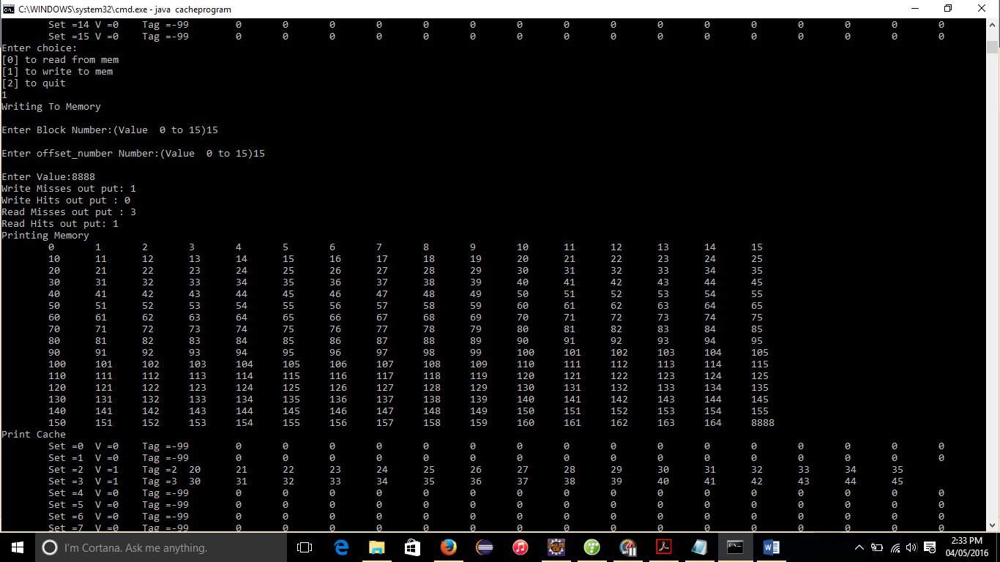 C:\WINDOWS\system32\cmd.exe - java cacheprogram
Set =14 V =0 Tag =-99 0 0 0 0 0 0 0 0 0 0 0 0 0 0 0 0
Set =15 V =0 Tag =-99 0 0 0 0 0 0 0 0 0 0 0 0 0 0 0 0
Enter choice:
[0] to read from mem
[1] to write to mem
[2] to quit
1
Writing To Memory
Enter Block Number:(Value  0 to 15)15
Enter offset_number Number:(Value  0 to 15)15
Enter Value:8888
Write Misses out put: 1
Write Hits out put : 0
Read Misses out put : 3
Read Hits out put: 1
Printing Memory
0 1 2 3 4 5 6 7 8 9 10 11 12 13 14 15
10 11 12 13 14 15 16 17 18 19 20 21 22 23 24 25
20 21 22 23 24 25 26 27 28 29 30 31 32 33 34 35
30 31 32 33 34 35 36 37 38 39 40 41 42 43 44 45
40 41 42 43 44 45 46 47 48 49 50 51 52 53 54 55
50 51 52 53 54 55 56 57 58 59 60 61 62 63 64 65
60 61 62 63 64 65 66 67 68 69 70 71 72 73 74 75
70 71 72 73 74 75 76 77 78 79 80 81 82 83 84 85
80 81 82 83 84 85 86 87 88 89 90 91 92 93 94 95
90 91 92 93 94 95 96 97 98 99 100 101 102 103 104 105
100 101 102 103 104 105 106 107 108 109 110 111 112 113 114 115
110 111 112 113 114 115 116 117 118 119 120 121 122 123 124 125
120 121 122 123 124 125 126 127 128 129 130 131 132 133 134 135
130 131 132 133 134 135 136 137 138 139 140 141 142 143 144 145
140 141 142 143 144 145 146 147 148 149 150 151 152 153 154 155
150 151 152 153 154 155 156 157 158 159 160 161 162 163 164 8888
Print Cache
Set =0 V =0 Tag =-99 0 0 0 0 0 0 0 0 0 0 0 0 0 0 0 0
Set =1 V =0 Tag =-99 0 0 0 0 0 0 0 0 0 0 0 0 0 0 0 0
Set =2 V =1 Tag =2 20 21 22 23 24 25 26 27 28 29 30 31 32 33 34 35
Set =3 V =1 Tag =3 30 31 32 33 34 35 36 37 38 39 40 41 42 43 44 45
Set =4 V =0 Tag =-99 0 0 0 0 0 0 0 0 0 0 0 0 0 0 0 0
Set =5 V =0 Tag =-99 0 0 0 0 0 0 0 0 0 0 0 0 0 0 0 0
Set =6 V =0 Tag =-99 0 0 0 0 0 0 0 0 0 0 0 0 0 0 0 0
Set =7 V =0 Tag =-99 0 0 0 0 0 0 0 0 0 0 0 0 0 0 0 0
I'm Cortana. Ask me anything.
2:33 PM
04/05/2016